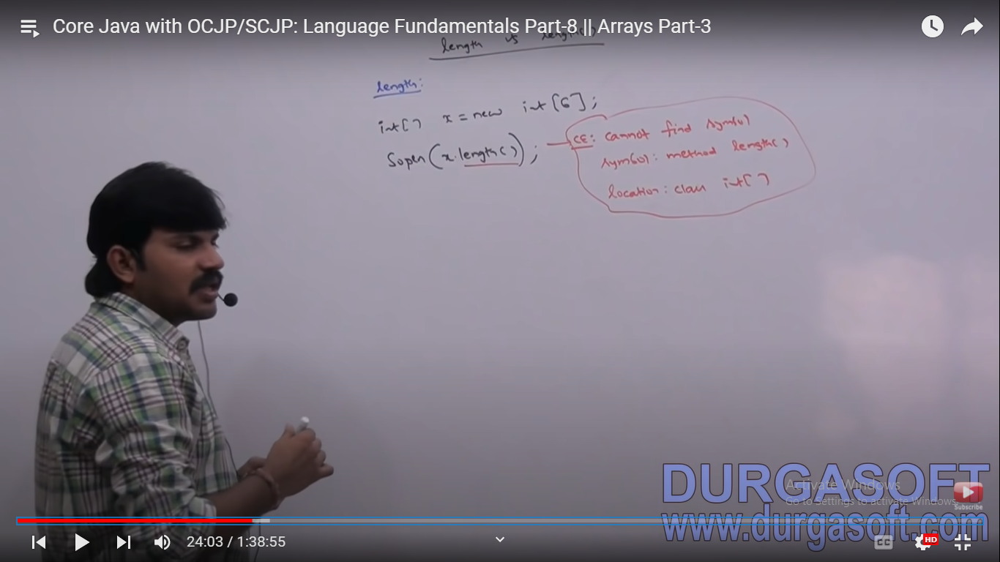 Core Java with OCJP/SCJP: Language Fundamentals Part-8 || Arrays Part-3
length vs length()
length:
int[] x = new int[6];
Sopln(x.length());
CE: cannot find symbol
symbol: method length()
location: class int[]
DURGASOFT
Activate Windows
Go to Settings to activate Windows.
Subscribe
www.durgasoft.com
24:03 / 1:38:55
CC
HD